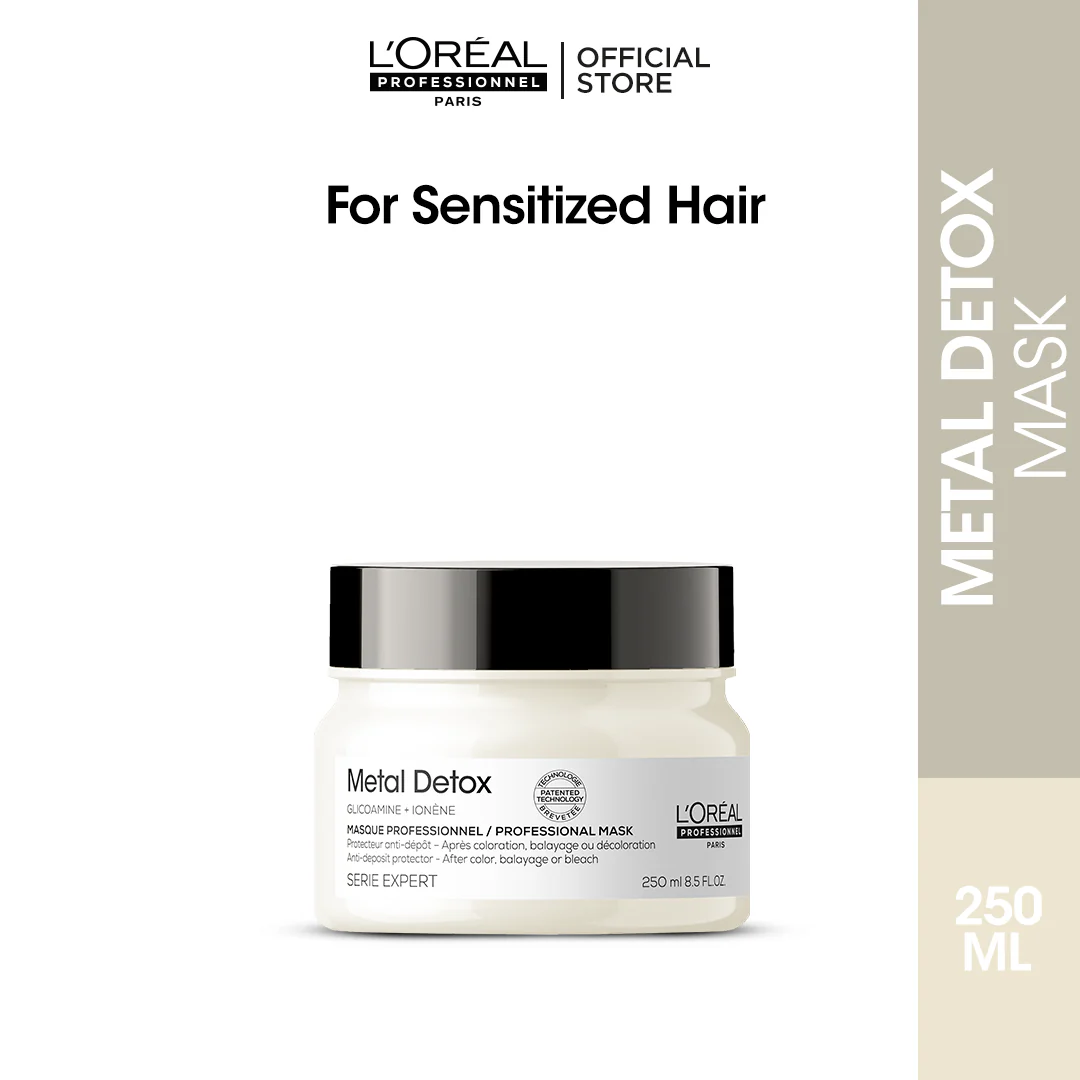 L'ORÉAL
PROFESSIONNEL
PARIS
OFFICIAL
STORE
For Sensitized Hair
METAL DETOX
MASK
Metal Detox
GLICOAMINE + IONÈNE
TECHNOLOGIE
PATENTED
TECHNOLOGY
BREVETÉE
MASQUE PROFESSIONNEL / PROFESSIONAL MASK
Protecteur anti-dépôt - Après coloration, balayage ou décoloration
Anti-deposit protector - After color, balayage or bleach
SERIE EXPERT
250 ml 8.5 FL.OZ.
L'ORÉAL
PROFESSIONNEL
PARIS
250
ML